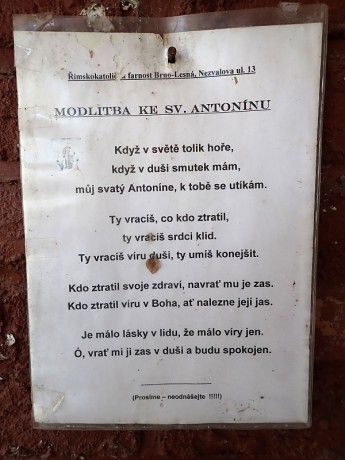 Římskokatolic farnost Brno-Lesná, Nezvalova ul. 13
MODLITBA KE SV. ANTONÍNU
Když v světě tolik hoře,
když v duši smutek mám,
můj svatý Antoníne, k tobě se utíkám.
Ty vracíš, co kdo ztratil,
ty vracíš srdci klid.
Ty vracíš víru duši, ty umíš konejšit.
Kdo ztratil svoje zdraví, navrať mu je zas.
Kdo ztratil víru v Boha, ať nalezne její jas.
Je málo lásky v lidu, že málo víry jen.
Ó, vrať mi ji zas v duši a budu spokojen.
(Prosíme – neodnášejte !!!!!)